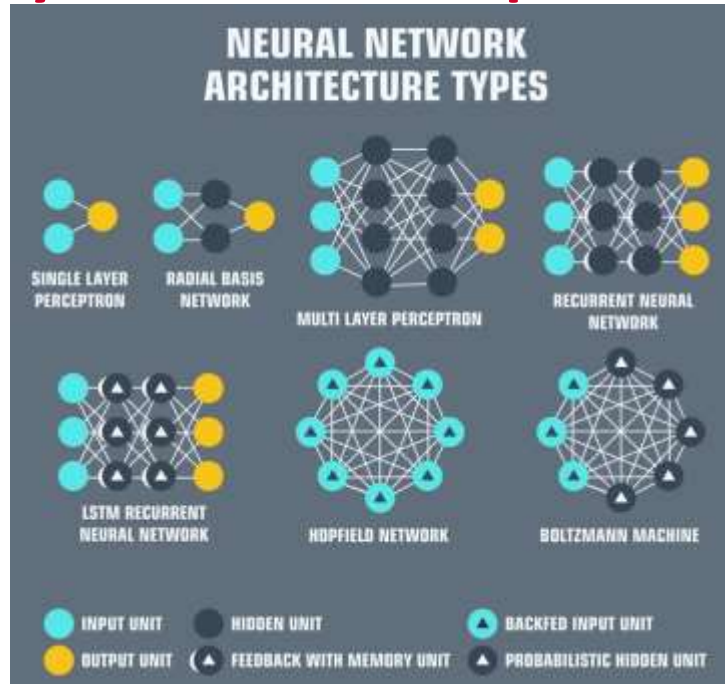 NEURAL NETWORK
ARCHITECTURE TYPES
SINGLE LAYER
PERCEPTRON
RADIAL BASIS
NETWORK
MULTI LAYER PERCEPTRON
RECURRENT NEURAL
NETWORK
LSTM RECURRENT
NEURAL NETWORK
HOPFIELD NETWORK
BOLTZMANN MACHINE
INPUT UNIT
HIDDEN UNIT
BACKFED INPUT UNIT
OUTPUT UNIT
FEEDBACK WITH MEMORY UNIT
PROBABILISTIC HIDDEN UNIT